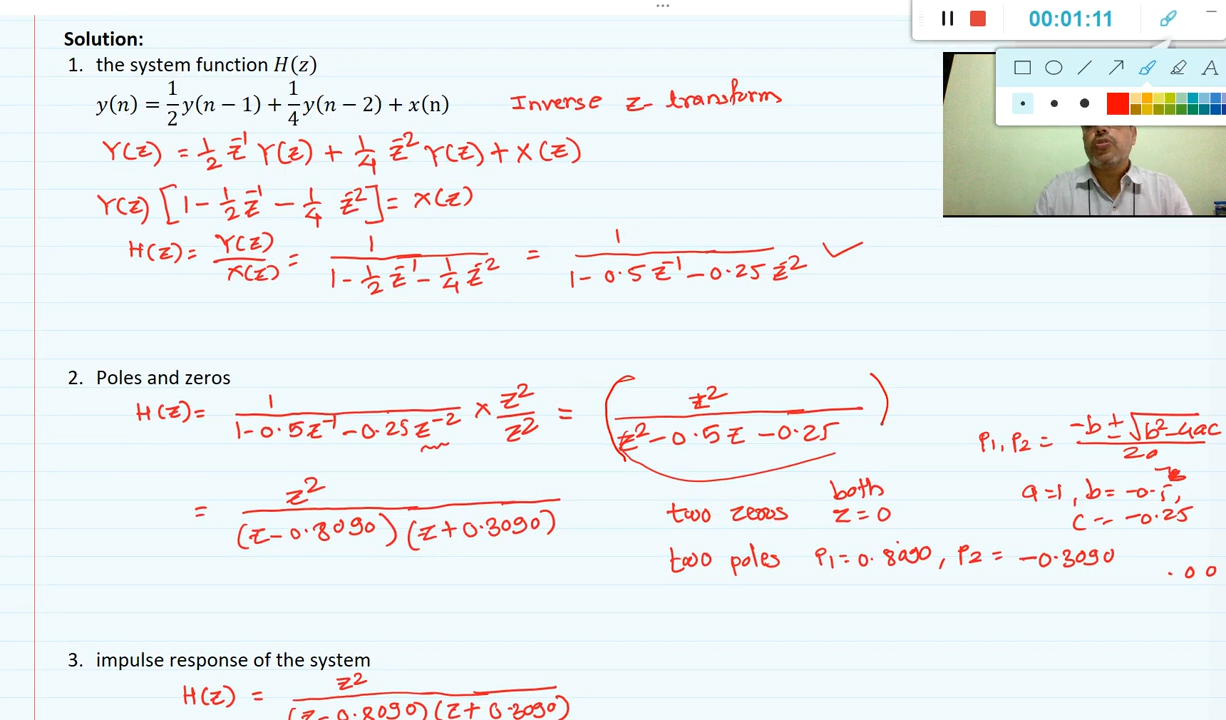 00:01:11
Solution:
1. the system function H(z)
y(n) = 1/2 y(n − 1) + 1/4 y(n − 2) + x(n) Inverse z- transform
Y(z) = 1/2 z⁻¹ Y(z) + 1/4 z⁻² Y(z) + X(z)
Y(z) [1 - 1/2 z⁻¹ - 1/4 z⁻²] = X(z)
H(z) = Y(z)/X(z) = 1/(1 - 1/2 z⁻¹ - 1/4 z⁻²) = 1/(1 - 0.5z⁻¹ - 0.25z⁻²) ✓
2. Poles and zeros
H(z) = 1/(1-0.5z⁻¹-0.25z⁻²) × z²/z² = (z²/(z²-0.5z-0.25))
P1, P2 = (-b ± √(b²-4ac))/2a
a=1, b=-0.5,
c = -0.25
= z²/((z-0.8090)(z+0.3090))
two zeros both z=0
two poles P1=0.8090, P2 = -0.3090
3. impulse response of the system
H(z) = z²/((z-0.8090)(z+0.3090))